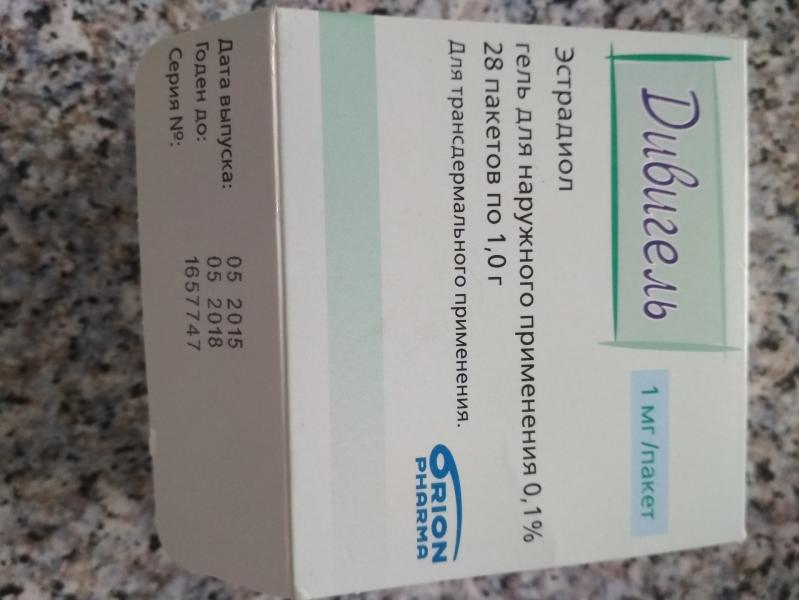 Дивигель
1 мг/пакет
Эстрадиол
гель для наружного применения 0,1%
28 пакетов по 1,0 г
Для трансдермального применения.
ORION
PHARMA
Дата выпуска: 05 2015
Годен до: 05 2018
Серия №: 1657747